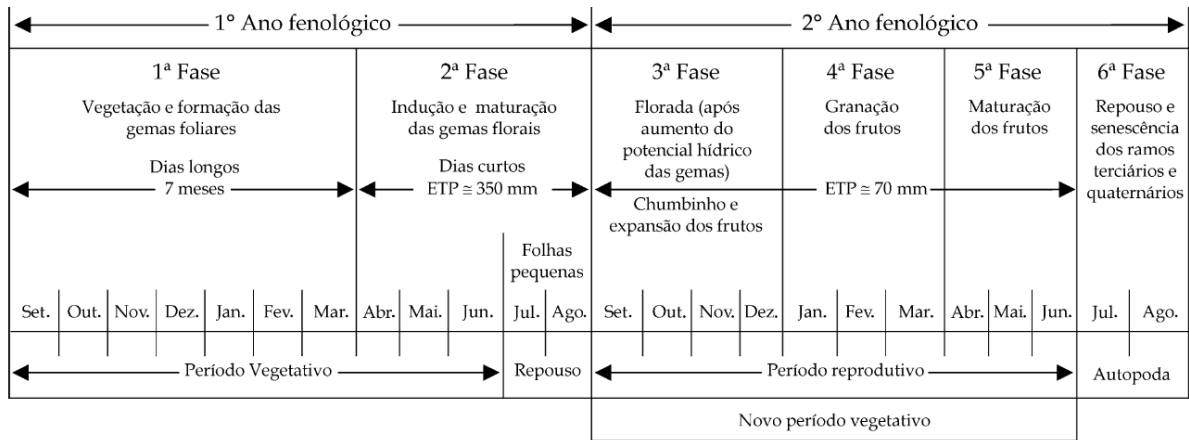 1° Ano fenológico
2° Ano fenológico
1ª Fase
Vegetação e formação das
gemas foliares
Dias longos
7 meses
2ª Fase
Indução e maturação
das gemas florais
Dias curtos
ETP ≅ 350 mm
Folhas
pequenas
3ª Fase
Florada (após
aumento do
potencial hídrico
das gemas)
Chumbinho e
expansão dos frutos
4ª Fase
Granação
dos frutos
ETP ≅ 70 mm
5ª Fase
Maturação
dos frutos
6ª Fase
Repouso e
senescência
dos ramos
terciários e
quaternários
Set. Out. Nov. Dez. Jan. Fev. Mar. Abr. Mai. Jun. Jul. Ago. Set. Out. Nov. Dez. Jan. Fev. Mar. Abr. Mai. Jun. Jul. Ago.
Período Vegetativo
Repouso
Período reprodutivo
Autopoda
Novo período vegetativo